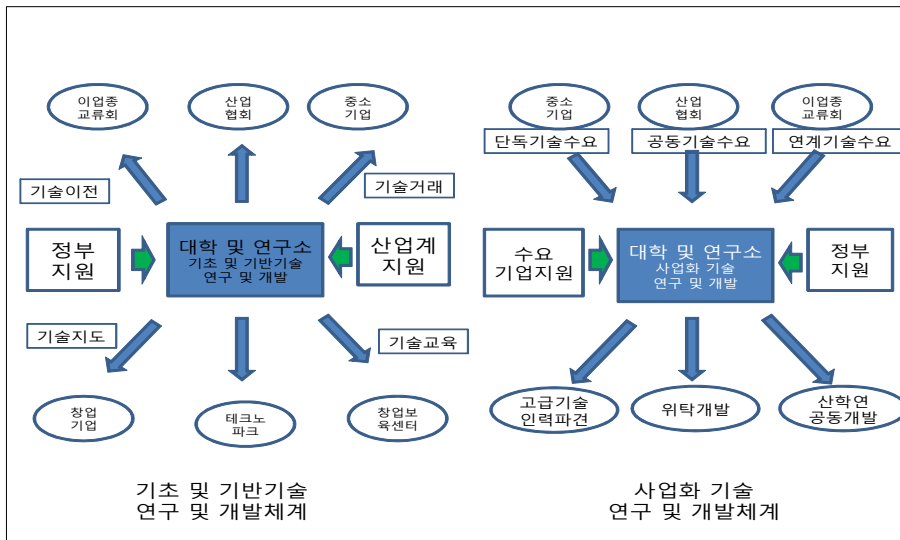 이업종
교류회
산업
협회
중소
기업
기술이전
기술거래
정부
지원
대학 및 연구소
기초 및 기반기술
연구 및 개발
산업계
지원
기술지도
기술교육
창업
기업
테크노
파크
창업보
육센터
기초 및 기반기술
연구 및 개발체계
중소
기업
산업
협회
이업종
교류회
단독기술수요
공동기술수요
연계기술수요
수요
기업지원
대학 및 연구소
사업화 기술
연구 및 개발
정부
지원
고급기술
인력파견
위탁개발
산학연
공동개발
사업화 기술
연구 및 개발체계